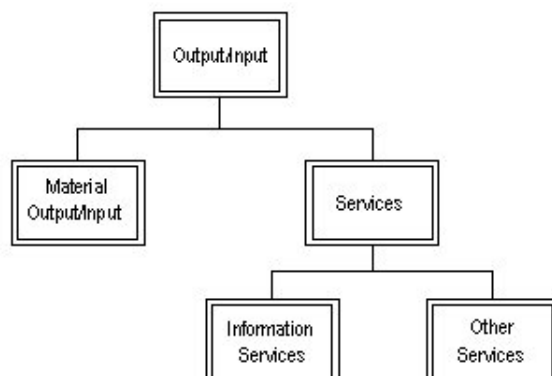 Output/Input
Material
Output/Input
Services
Information
Services
Other
Services